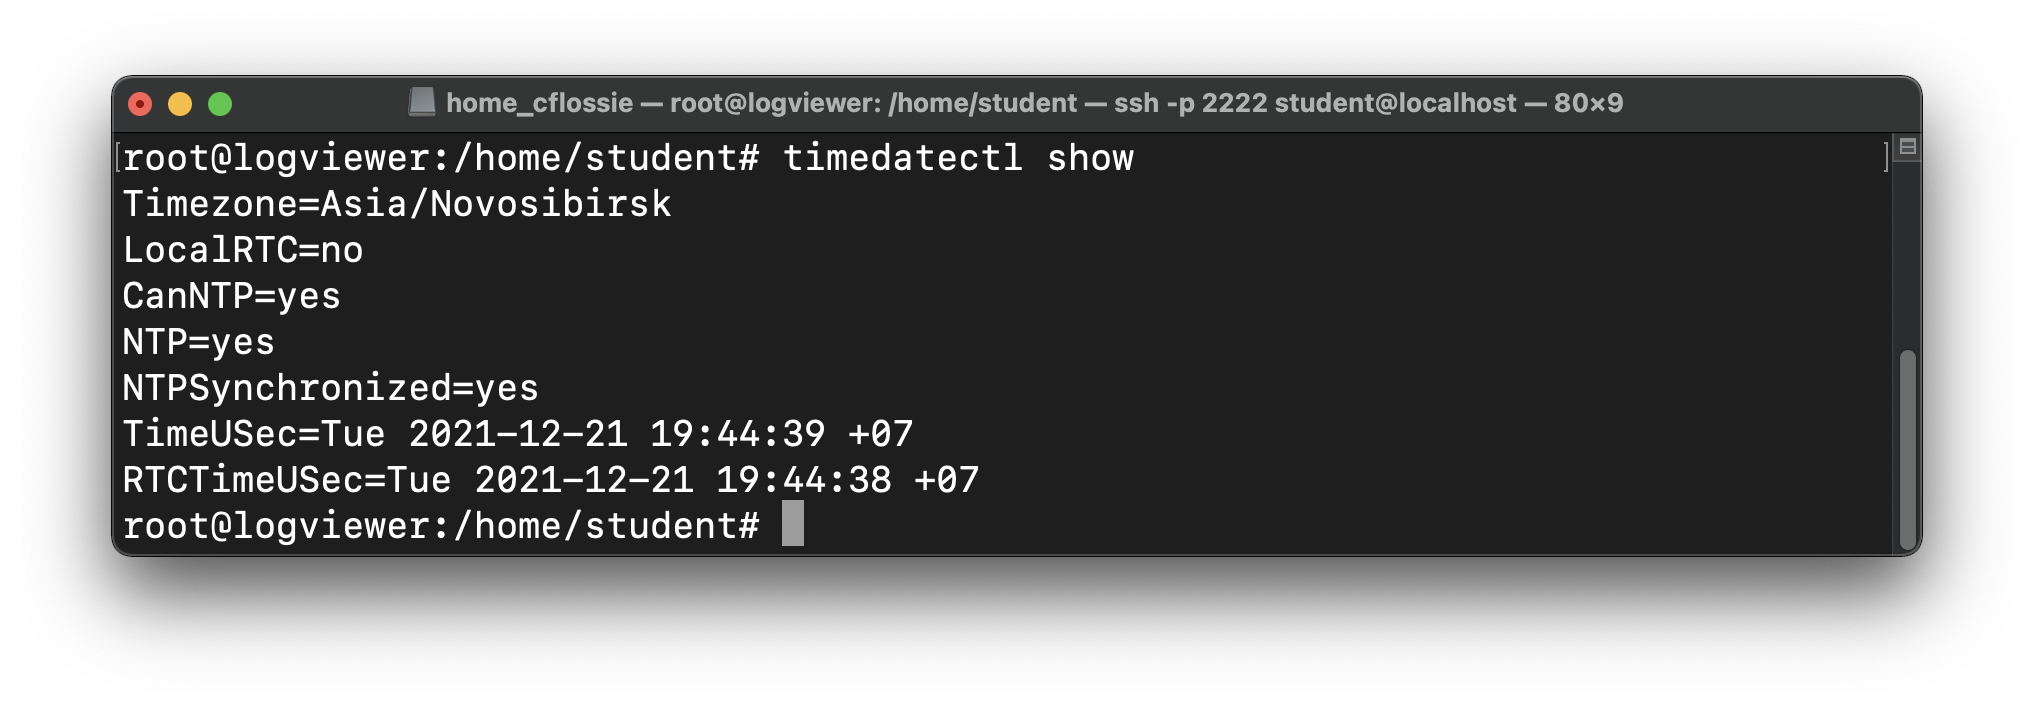 home_cflossie — root@logviewer: /home/student — ssh -p 2222 student@localhost — 80×9
[root@logviewer:/home/student# timedatectl show ]
Timezone=Asia/Novosibirsk
LocalRTC=no
CanNTP=yes
NTP=yes
NTPSynchronized=yes
TimeUSec=Tue 2021-12-21 19:44:39 +07
RTCTimeUSec=Tue 2021-12-21 19:44:38 +07
root@logviewer:/home/student#